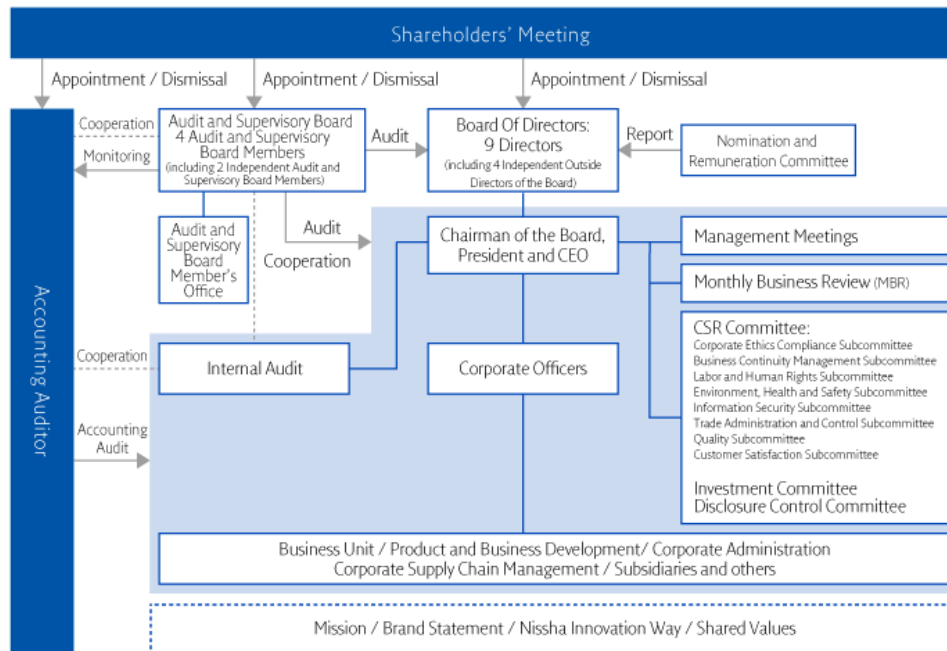 Shareholders' Meeting
Appointment / Dismissal
Appointment / Dismissal
Appointment / Dismissal
Accounting Auditor
Cooperation
Monitoring
Audit and Supervisory Board
4 Audit and Supervisory
Board Members
(including 2 Independent Audit and
Supervisory Board Members)
Audit
Board Of Directors:
9 Directors
(including 4 Independent Outside
Directors of the Board)
Report
Nomination and
Remuneration Committee
Audit and
Supervisory
Board
Member's
Office
Audit
Cooperation
Chairman of the Board,
President and CEO
Management Meetings
Monthly Business Review (MBR)
CSR Committee:
Corporate Ethics Compliance Subcommittee
Business Continuity Management Subcommittee
Labor and Human Rights Subcommittee
Environment, Health and Safety Subcommittee
Information Security Subcommittee
Trade Administration and Control Subcommittee
Quality Subcommittee
Customer Satisfaction Subcommittee
Investment Committee
Disclosure Control Committee
Cooperation
Internal Audit
Corporate Officers
Accounting
Audit
Business Unit / Product and Business Development/ Corporate Administration
Corporate Supply Chain Management / Subsidiaries and others
Mission / Brand Statement / Nissha Innovation Way / Shared Values